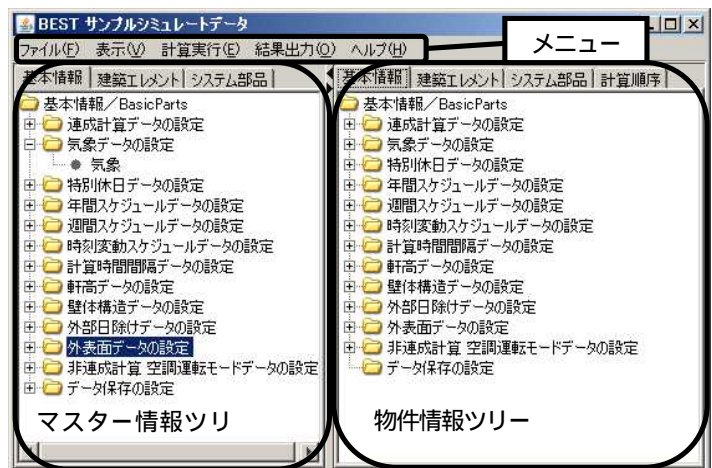 BEST サンプルシミュレートデータ
ファイル(F) 表示(V) 計算実行(E) 結果出力(O) ヘルプ(H)
メニュー
基本情報 建築エレメント システム部品
基本情報/BasicParts
連成計算データの設定
気象データの設定
気象
特別休日データの設定
年間スケジュールデータの設定
週間スケジュールデータの設定
時刻変動スケジュールデータの設定
計算時間間隔データの設定
軒高データの設定
壁体構造データの設定
外部日除けデータの設定
外表面データの設定
非連成計算 空調運転モードデータの設定
データ保存の設定
マスター情報ツリ
基本情報 建築エレメント システム部品 計算順序
基本情報/BasicParts
連成計算データの設定
気象データの設定
特別休日データの設定
年間スケジュールデータの設定
週間スケジュールデータの設定
時刻変動スケジュールデータの設定
計算時間間隔データの設定
軒高データの設定
壁体構造データの設定
外部日除けデータの設定
外表面データの設定
非連成計算 空調運転モードデータの設定
データ保存の設定
物件情報ツリー